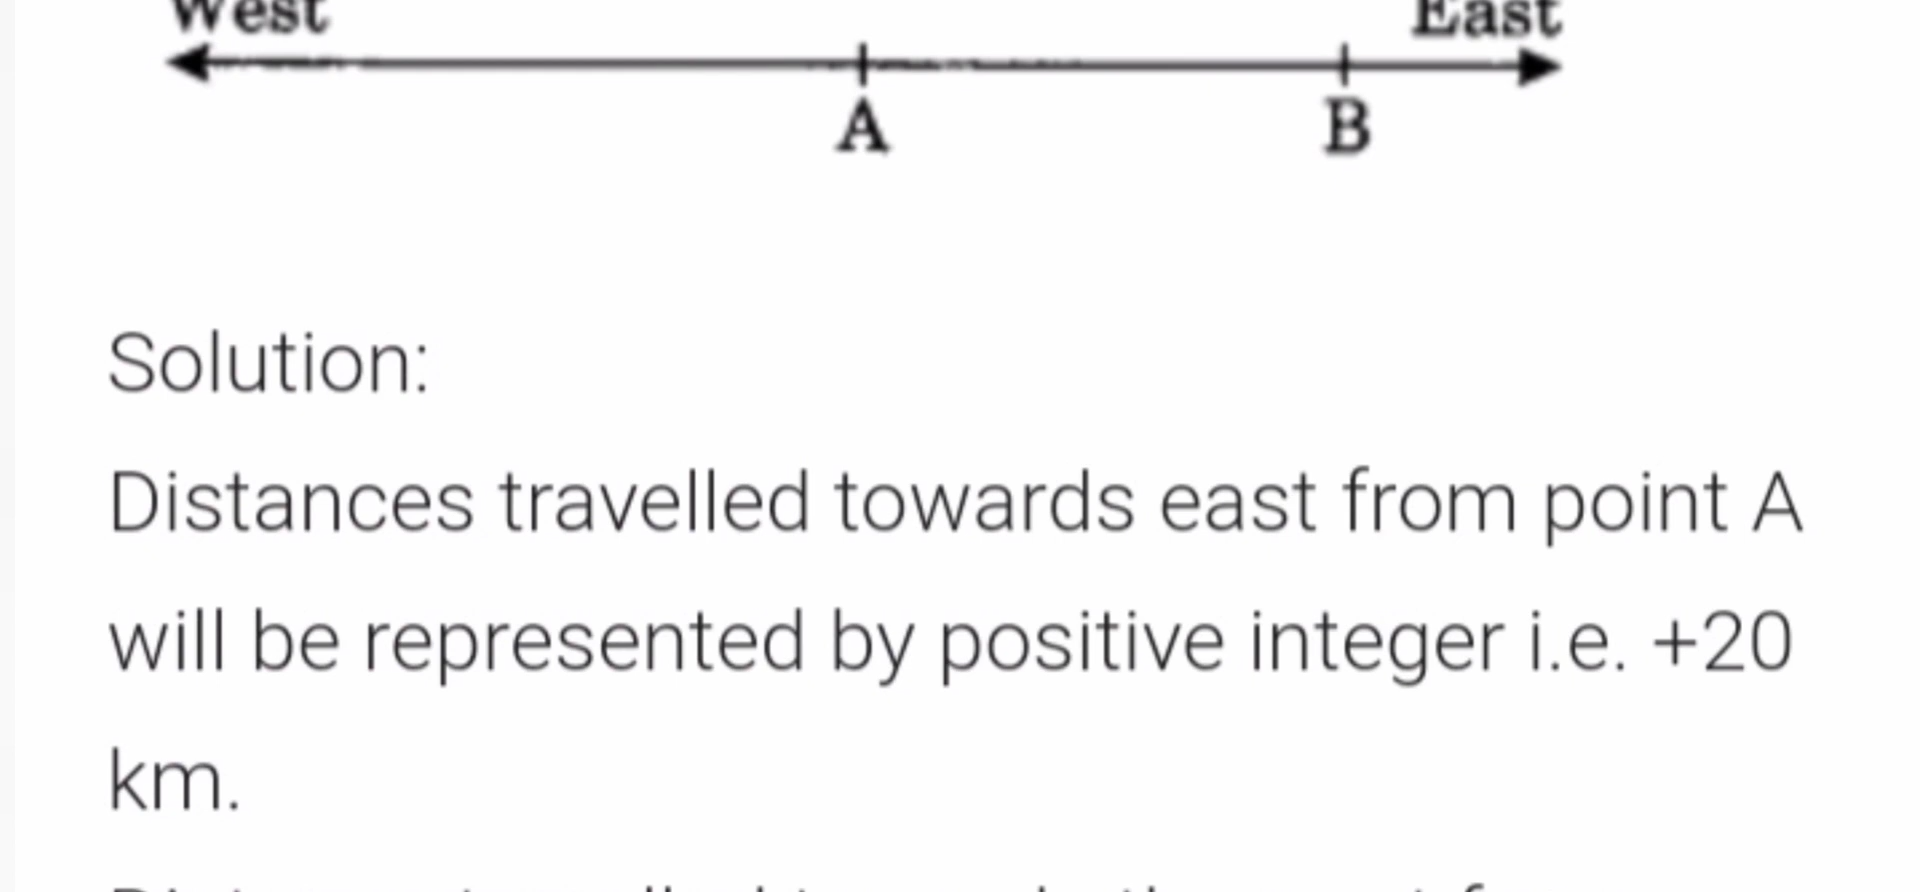 West East
A B
Solution:
Distances travelled towards east from point A
will be represented by positive integer i.e. +20
km.